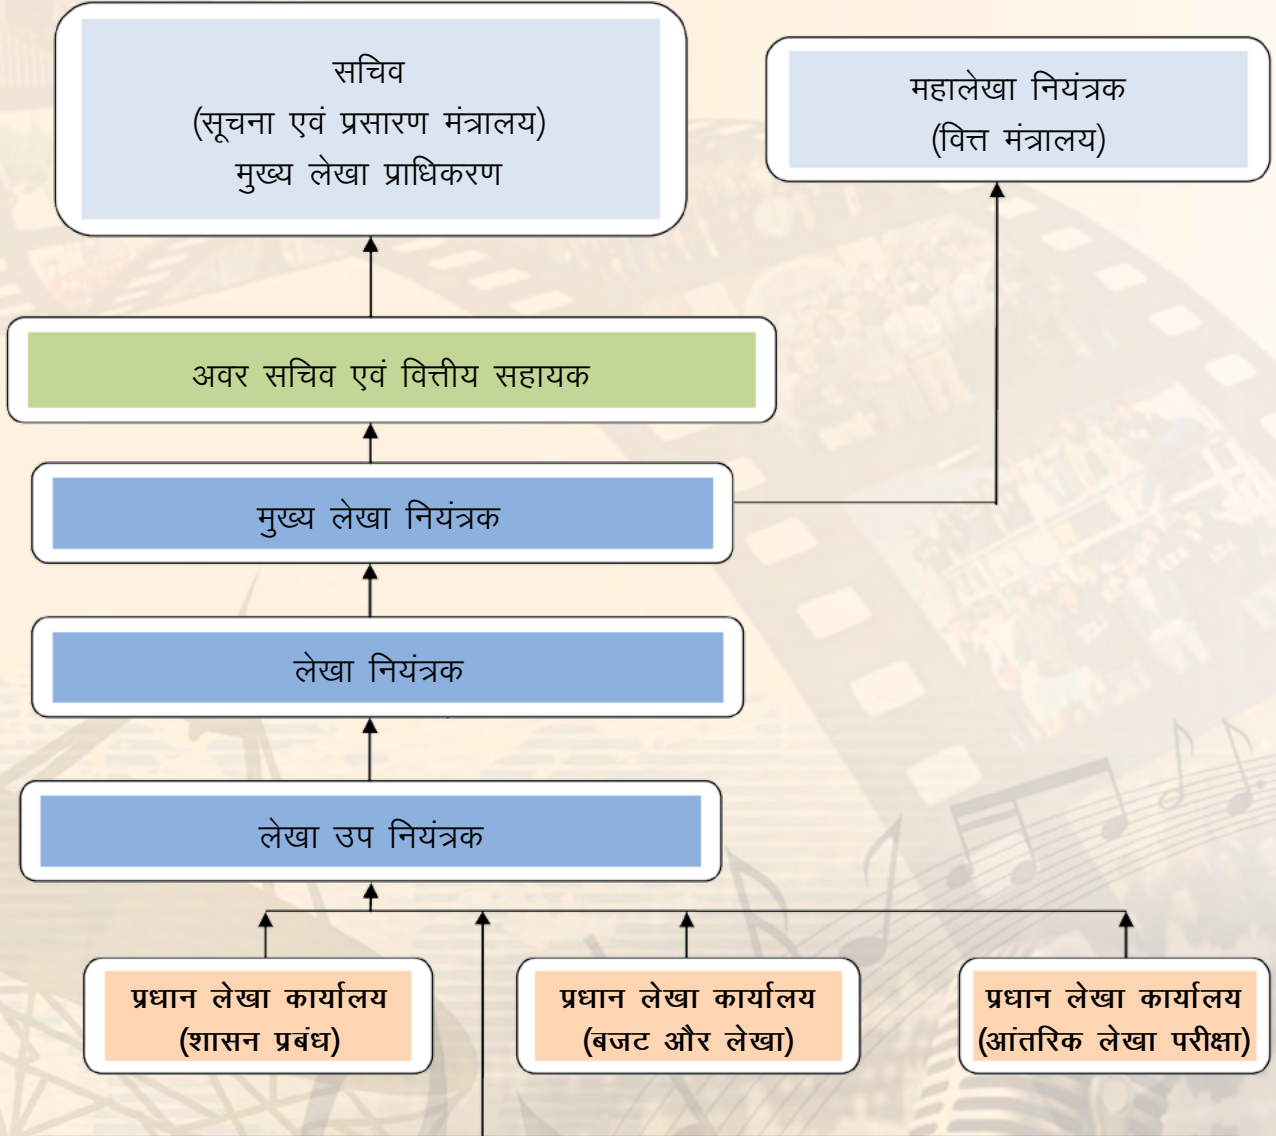 सचिव
(सूचना एवं प्रसारण मंत्रालय)
मुख्य लेखा प्राधिकरण
महालेखा नियंत्रक
(वित्त मंत्रालय)
अवर सचिव एवं वित्तीय सहायक
मुख्य लेखा नियंत्रक
लेखा नियंत्रक
लेखा उप नियंत्रक
प्रधान लेखा कार्यालय
(शासन प्रबंध)
प्रधान लेखा कार्यालय
(बजट और लेखा)
प्रधान लेखा कार्यालय
(आंतरिक लेखा परीक्षा)